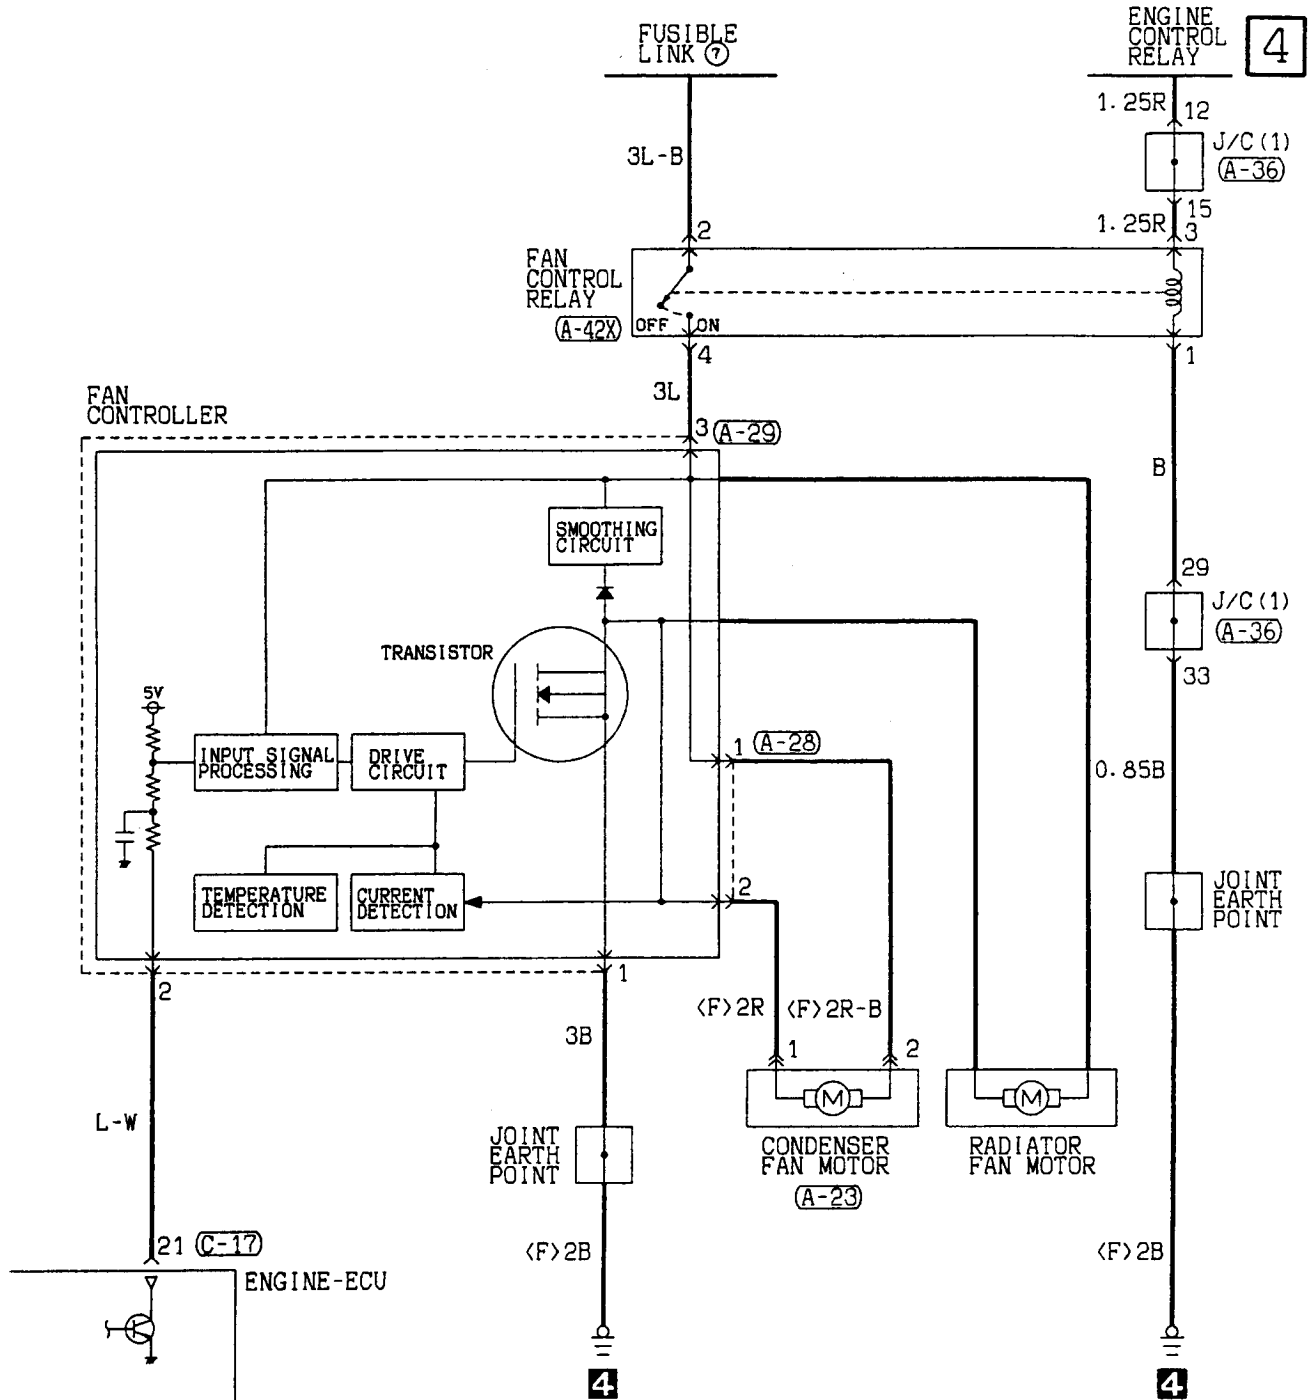 FUSIBLE
LINK ⑦
ENGINE
CONTROL
RELAY
4
1.25R
12
J/C(1)
A-36
3L-B
15
1.25R
3
2
FAN
CONTROL
RELAY
A-42X
OFF
ON
4
1
3L
FAN
CONTROLLER
3
A-29
B
SMOOTHING
CIRCUIT
29
J/C(1)
A-36
TRANSISTOR
33
5V
1
A-28
INPUT SIGNAL
PROCESSING
DRIVE
CIRCUIT
0.85B
TEMPERATURE
DETECTION
CURRENT
DETECTION
2
JOINT
EARTH
POINT
2
1
<F>2R
<F>2R-B
3B
1
2
M
M
L-W
JOINT
EARTH
POINT
CONDENSER
FAN MOTOR
A-23
RADIATOR
FAN MOTOR
21
C-17
<F>2B
<F>2B
ENGINE-ECU
4
4